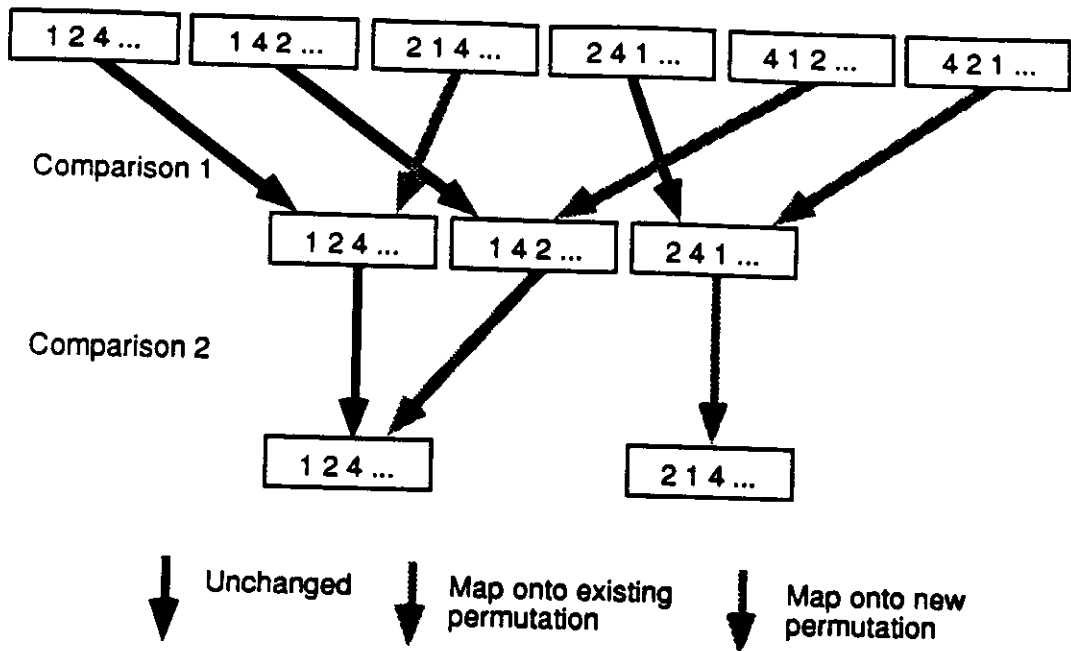 1 2 4 ...
1 4 2 ...
2 1 4 ...
2 4 1 ...
4 1 2 ...
4 2 1 ...
Comparison 1
1 2 4 ...
1 4 2 ...
2 4 1 ...
Comparison 2
1 2 4 ...
2 1 4 ...
Unchanged
Map onto existing
permutation
Map onto new
permutation